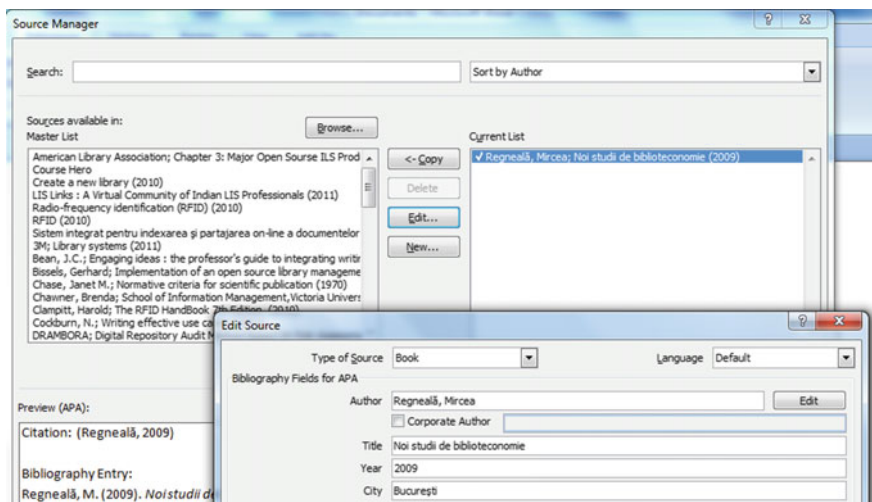 Source Manager
Search:
Sort by Author
Sources available in:
Master List
Browse...
Current List
American Library Association; Chapter 3: Major Open Sourse ILS Prod
Course Hero
Create a new library (2010)
LIS Links : A Virtual Community of Indian LIS Professionals (2011)
Radio-frequency identification (RFID) (2010)
RFID (2010)
Sistem integrat pentru indexarea şi partajarea on-line a documentelor
3M; Library systems (2011)
Bean, J.C.; Engaging ideas : the professor's guide to integrating writin
Bissels, Gerhard; Implementation of an open source library manageme
Chase, Janet M.; Normative criteria for scientific publication (1970)
Chawner, Brenda; School of Information Management,Victoria Univers
Clampitt, Harold; The RFID HandBook 7th Edition. (2010)
Cockburn, N.; Writing effective use ca
DRAMBORA; Digital Repository Audit M
<- Copy
Delete
Edit...
New...
✓ Regneală, Mircea; Noi studii de biblioteconomie (2009)
Edit Source
Type of Source Book
Language Default
Bibliography Fields for APA
Author Regneală, Mircea
Edit
Corporate Author
Title Noi studii de biblioteconomie
Year 2009
City Bucureşti
Preview (APA):
Citation: (Regneală, 2009)
Bibliography Entry:
Regneală, M. (2009). Noi studii de